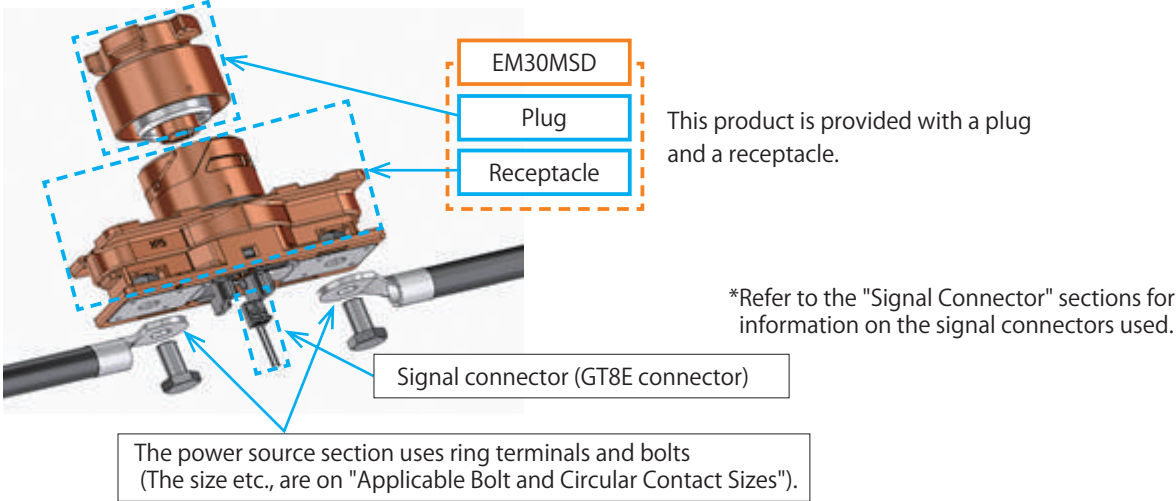 EM30MSD
Plug
Receptacle
This product is provided with a plug
and a receptacle.
*Refer to the "Signal Connector" sections for
information on the signal connectors used.
Signal connector (GT8E connector)
The power source section uses ring terminals and bolts
(The size etc., are on "Applicable Bolt and Circular Contact Sizes").